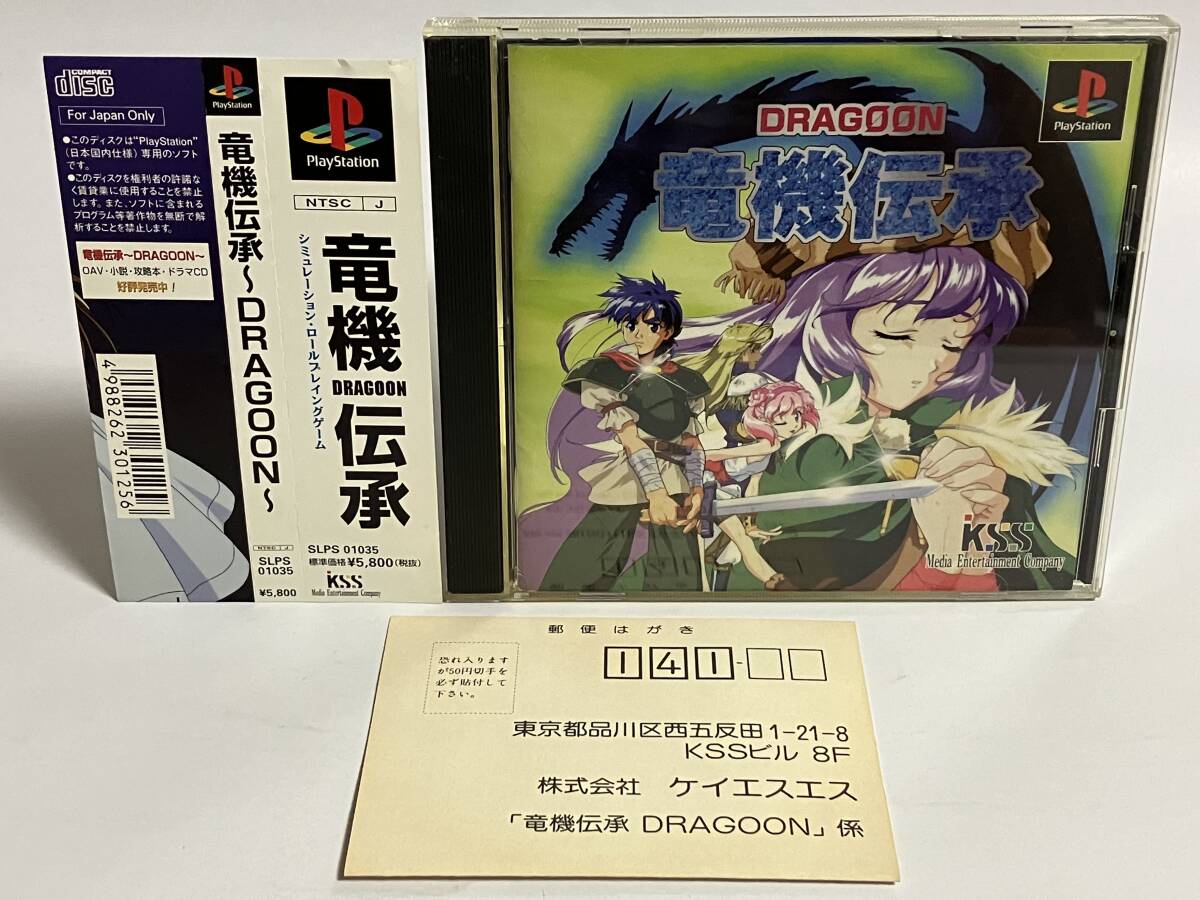 COMPACT
disc
For Japan Only
●このディスクは"PlayStation"
(日本国内仕様)専用のソフト
です。
●このディスクを権利者の許諾な
く賃貸業に使用することを禁止
します。また、ソフトに含まれる
プログラム等著作物を無断で解
析することを禁止します。
竜機伝承〜DRAGOON〜
OAV・小説・攻略本・ドラマCD
好評発売中！
4988262301256
PlayStation
竜機伝承〜DRAGOON〜
NTSC J
SLPS
01035
¥5,800
PlayStation
NTSC J
シミュレーション・ロールプレイングゲーム
竜機伝承
DRAGOON
SLPS 01035
標準価格¥5,800(税抜)
KSS
Media Entertainment Company
PlayStation
DRAGOON
竜機伝承
KSS
Media Entertainment Company
郵便はがき
恐れ入ります
が50円切手を
必ず貼付して
下さい。
141-
東京都品川区西五反田1-21-8
KSSビル 8F
株式会社 ケイエスエス
「竜機伝承 DRAGOON」係